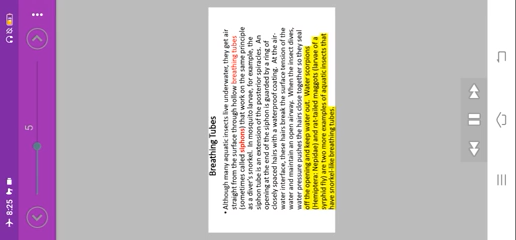 Breathing Tubes
• Although many aquatic insects live underwater, they get air
straight from the surface through hollow breathing tubes
(sometimes called siphons) that work on the same principle
as a diver's snorkel. In mosquito larvae, for example, the
siphon tube is an extension of the posterior spiracles. An
opening at the end of the siphon is guarded by a ring of
closely spaced hairs with a waterproof coating. At the air-
water interface, these hairs break the surface tension of the
water and maintain an open airway. When the insect dives,
water pressure pushes the hairs close together so they seal
off the opening and keep water out. Water scorpions
(Hemiptera: Nepidae) and rat-tailed maggots (larvae of a
syrphid fly) are two more examples of aquatic insects that
have snorkel-like breathing tubes.
8:25
5